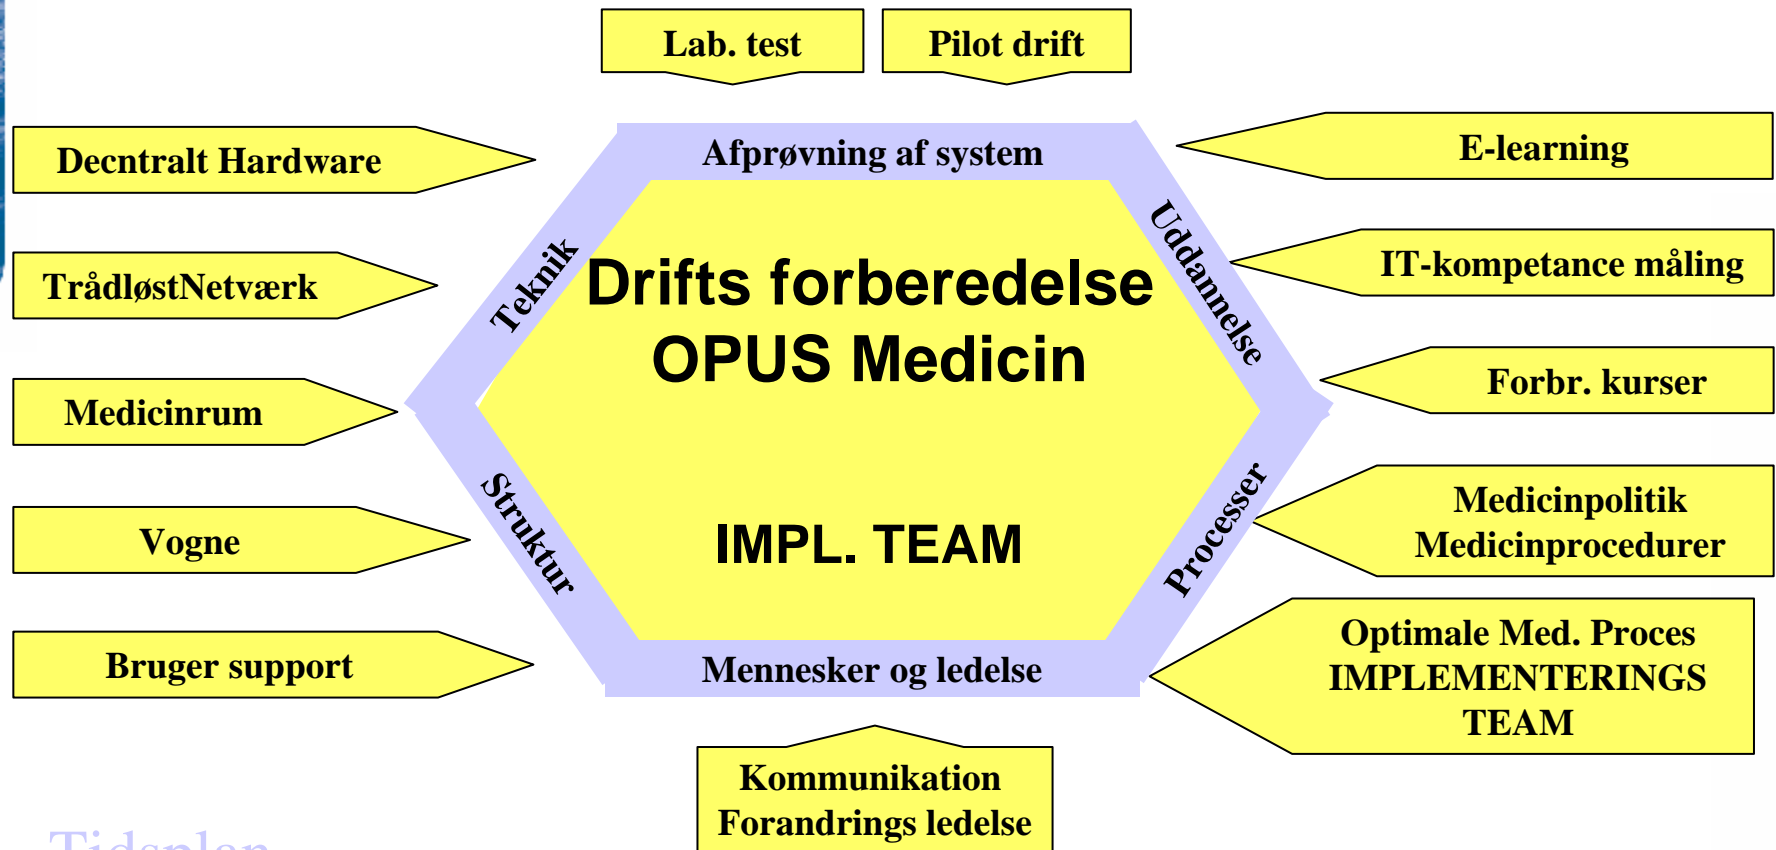 Lab. test
Pilot drift
Afprøvning af system
Decntralt Hardware
E-learning
Teknik
Uddannelse
TrådløstNetværk
Drifts forberedelse
OPUS Medicin
IT-kompetance måling
Medicinrum
Forbr. kurser
Vogne
Struktur
IMPL. TEAM
Processer
Medicinpolitik
Medicinprocedurer
Bruger support
Mennesker og ledelse
Optimale Med. Proces
IMPLEMENTERINGS
TEAM
Kommunikation
Forandrings ledelse
Tidsplan